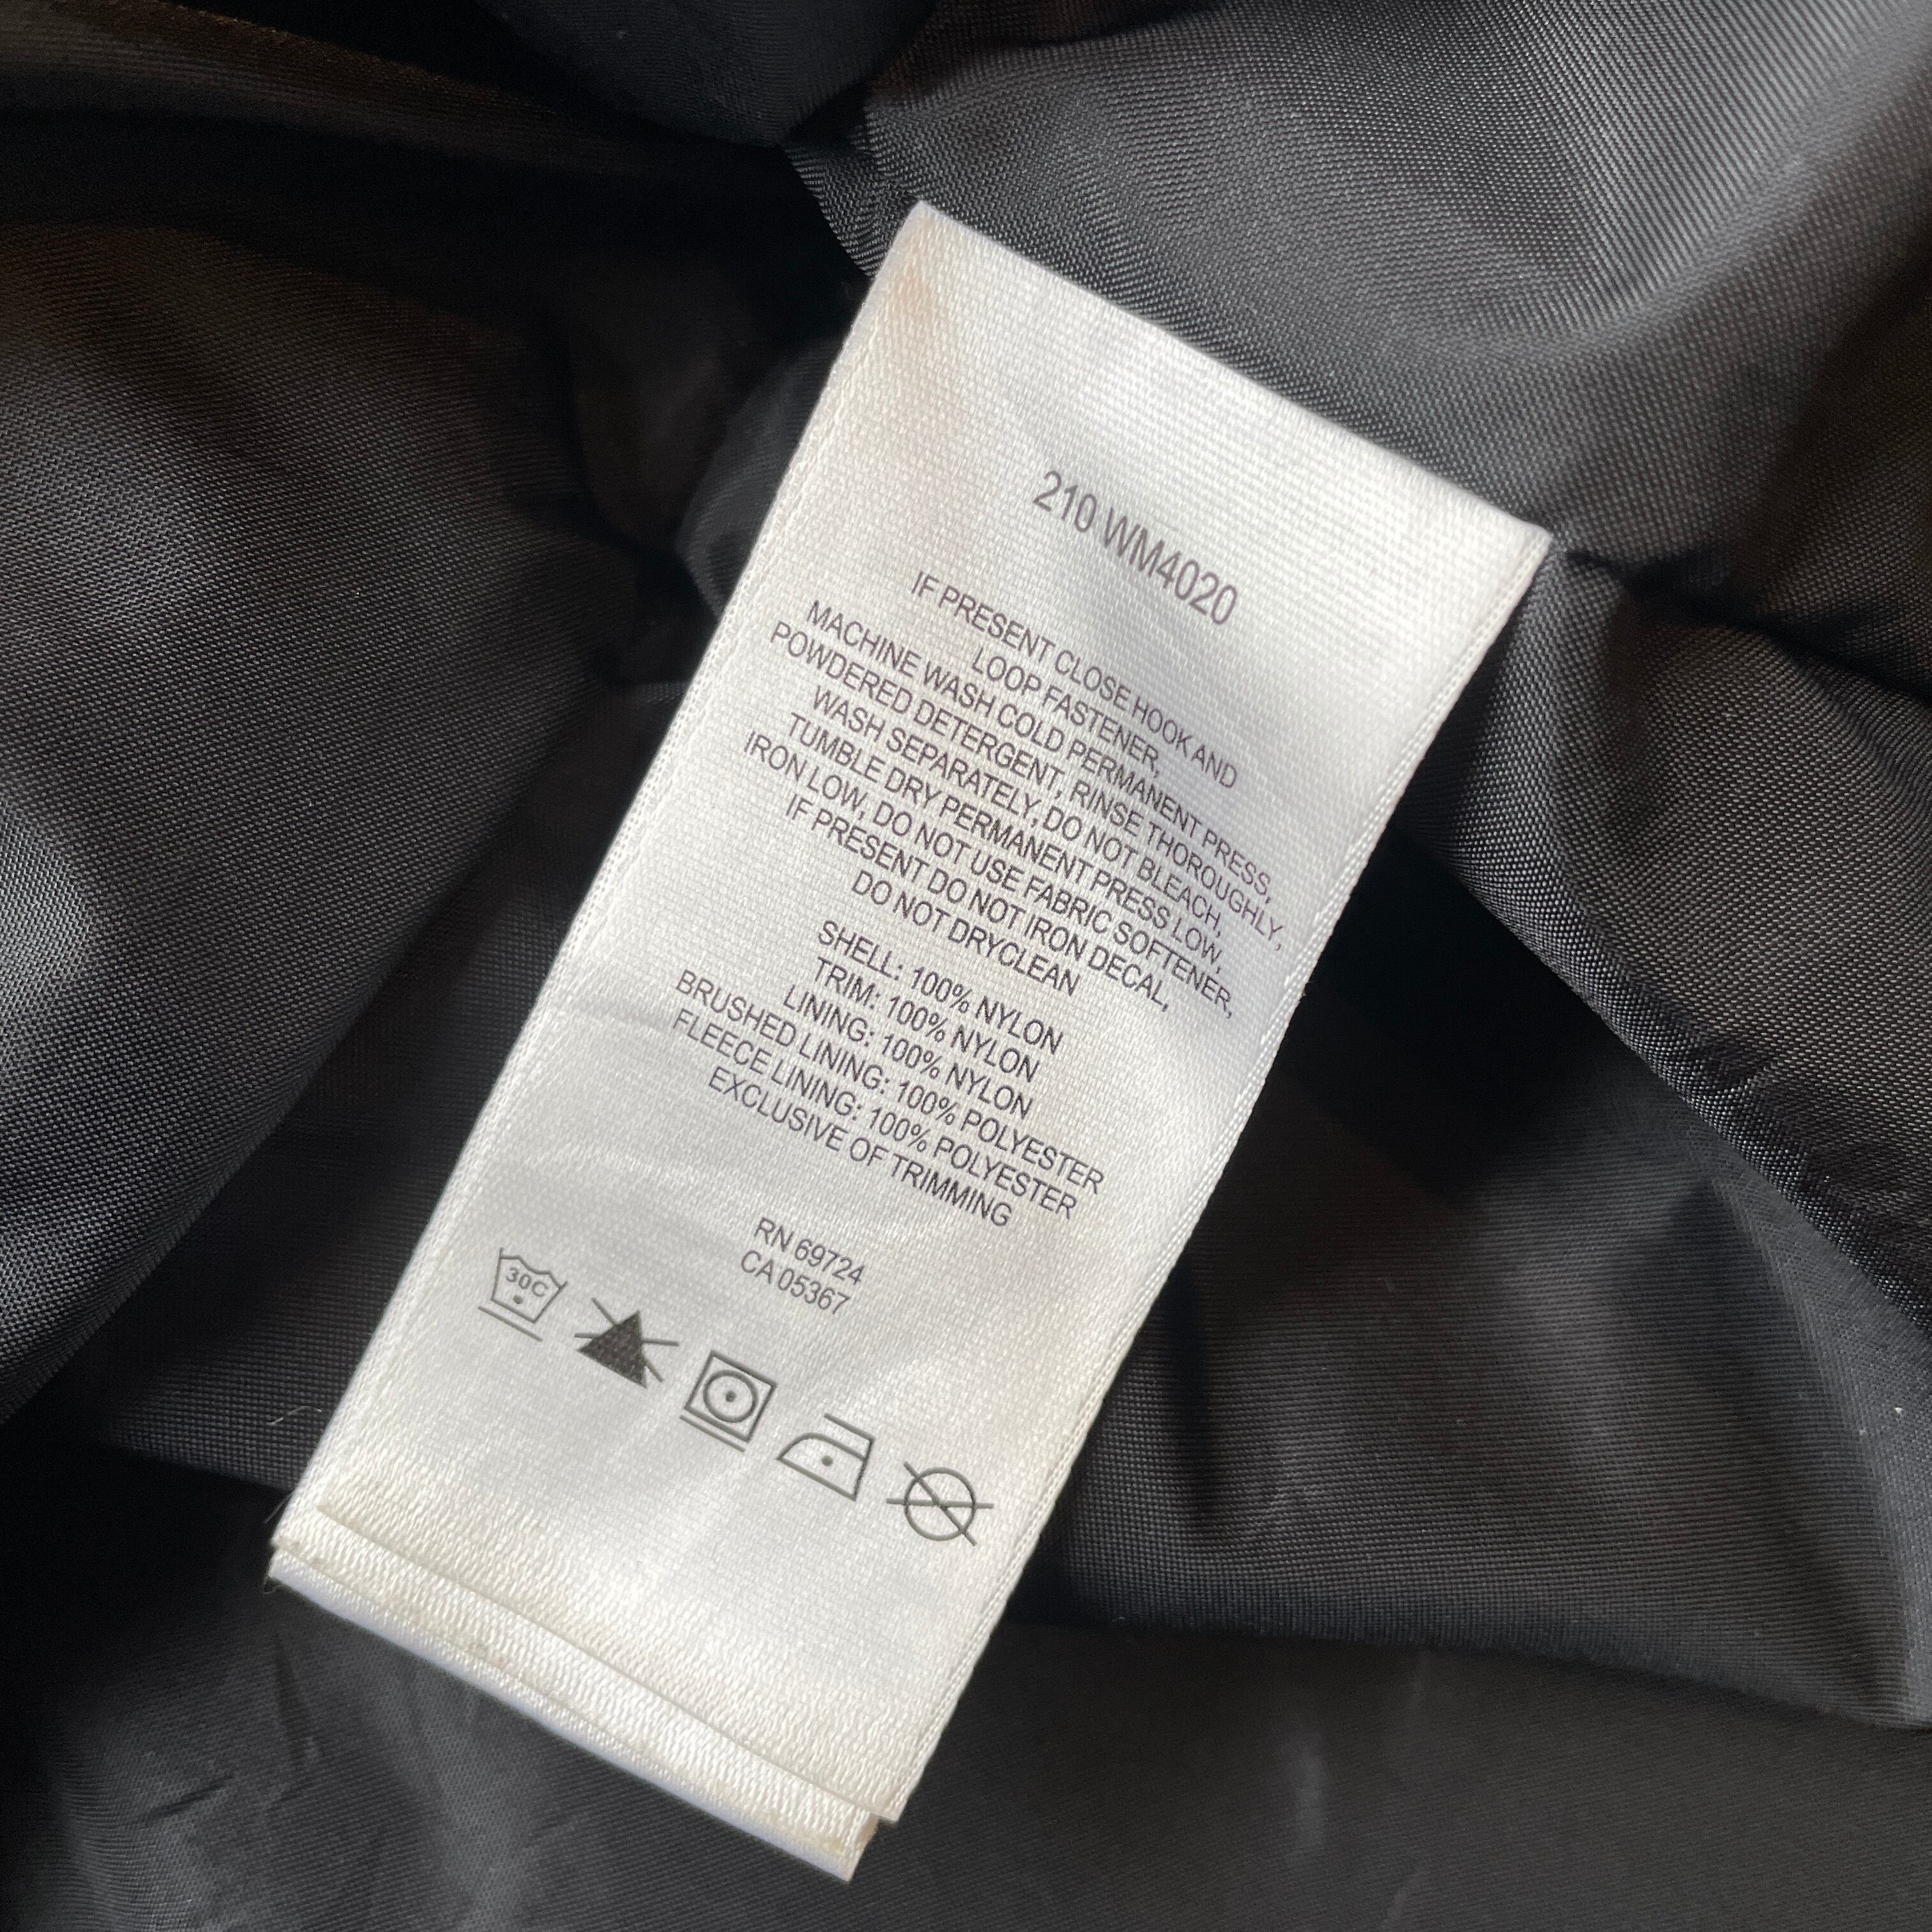 210 WM4020
IF PRESENT CLOSE HOOK AND
LOOP FASTENER,
MACHINE WASH COLD PERMANENT PRESS,
POWDERED DETERGENT, RINSE THOROUGHLY,
WASH SEPARATELY, DO NOT BLEACH,
TUMBLE DRY PERMANENT PRESS LOW,
IRON LOW, DO NOT USE FABRIC SOFTENER,
IF PRESENT DO NOT IRON DECAL,
DO NOT DRYCLEAN
SHELL: 100% NYLON
TRIM: 100% NYLON
LINING: 100% NYLON
BRUSHED LINING: 100% POLYESTER
FLEECE LINING: 100% POLYESTER
EXCLUSIVE OF TRIMMING
RN 69724
CA 05367
30C